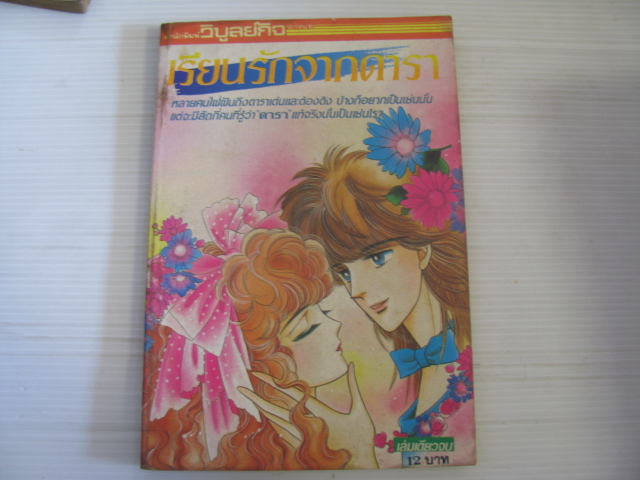 วิบูลย์กิจ
เรียนรักจากดารา
หลายคนใฝ่ฝันถึงดาราเด่นและต้องติง บ้างก็อยากเป็นเช่นนั้น
แต่จะมีสักกี่คนที่รู้ว่า "ดารา" แท้จริงนั้นเป็นเช่นไร
เล่มเดียวจบ
12 บาท